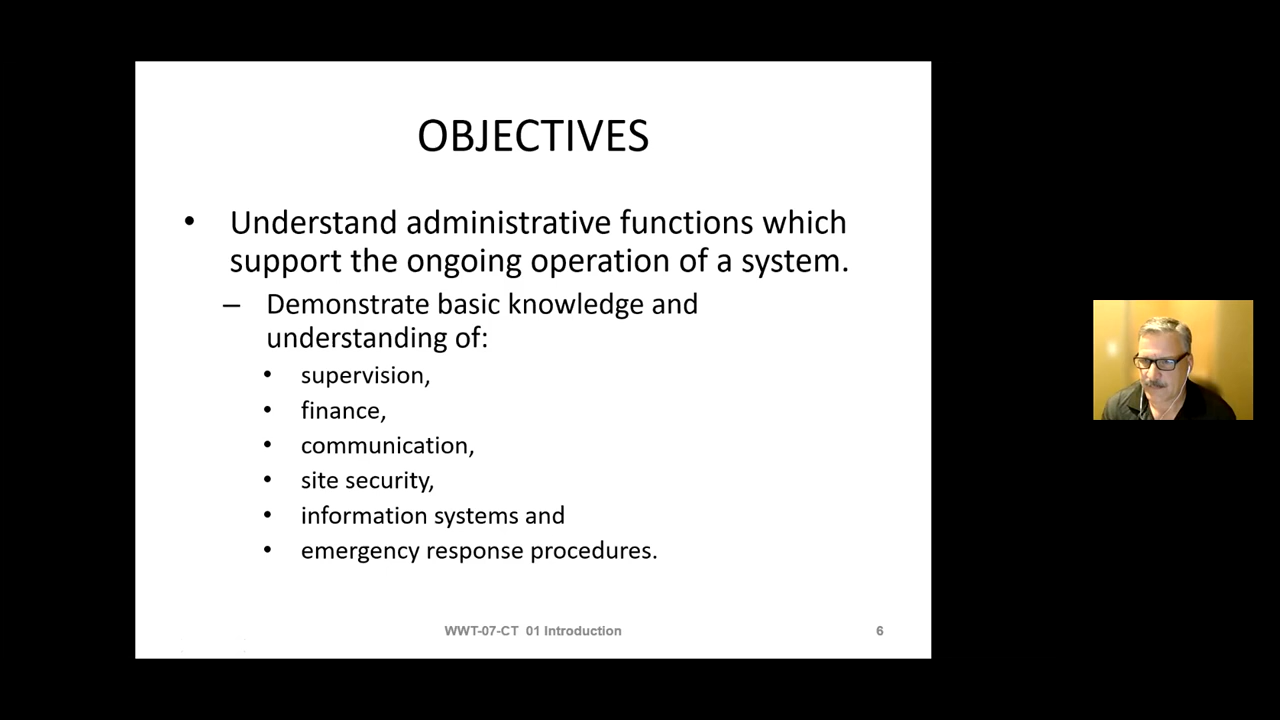 OBJECTIVES
• Understand administrative functions which
support the ongoing operation of a system.
– Demonstrate basic knowledge and
understanding of:
• supervision,
• finance,
• communication,
• site security,
• information systems and
• emergency response procedures.
WWT-07-CT 01 Introduction 6